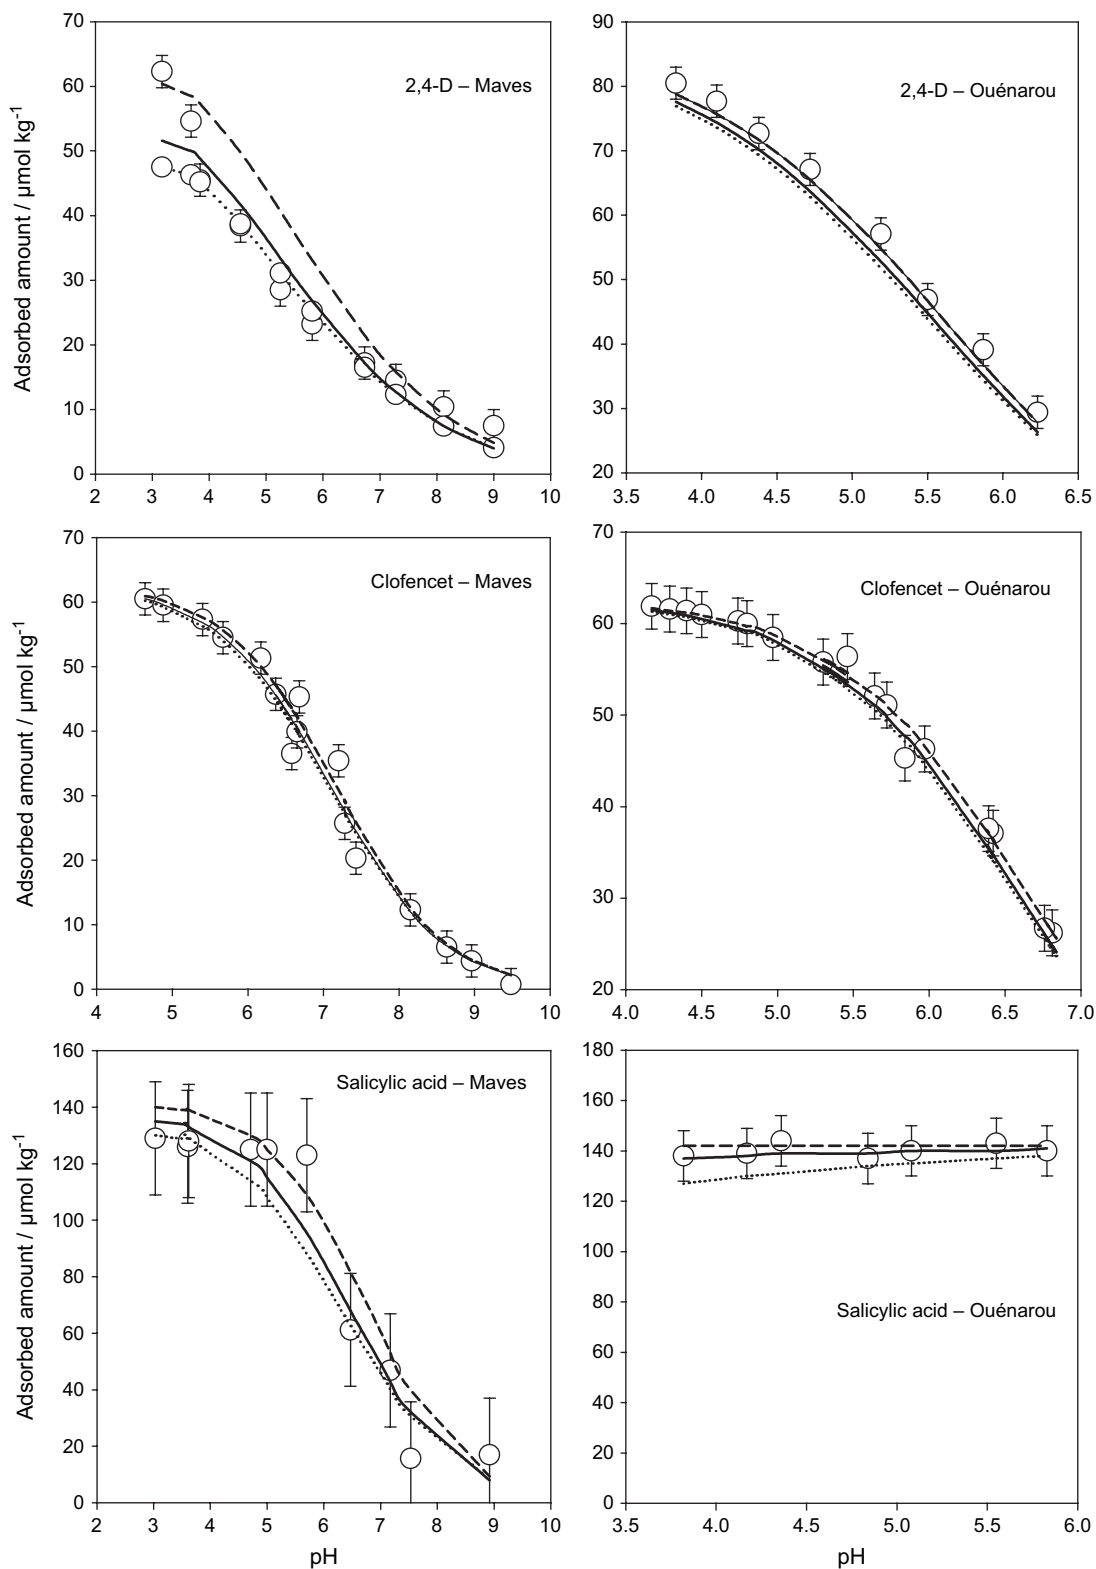 70
60
50
40
30
20
10
0
2 3 4 5 6 7 8 9 10
Adsorbed amount / µmol kg-1
2,4-D – Maves
90
80
70
60
50
40
30
20
3.5 4.0 4.5 5.0 5.5 6.0 6.5
2,4-D – Ouénarou
70
60
50
40
30
20
10
0
4 5 6 7 8 9 10
Adsorbed amount / µmol kg-1
Clofencet – Maves
70
60
50
40
30
20
4.0 4.5 5.0 5.5 6.0 6.5 7.0
Clofencet – Ouénarou
160
140
120
100
80
60
40
20
0
2 3 4 5 6 7 8 9 10
Adsorbed amount / µmol kg-1
Salicylic acid – Maves
pH
180
160
140
120
100
80
60
40
20
0
3.5 4.0 4.5 5.0 5.5 6.0
Salicylic acid – Ouénarou
pH